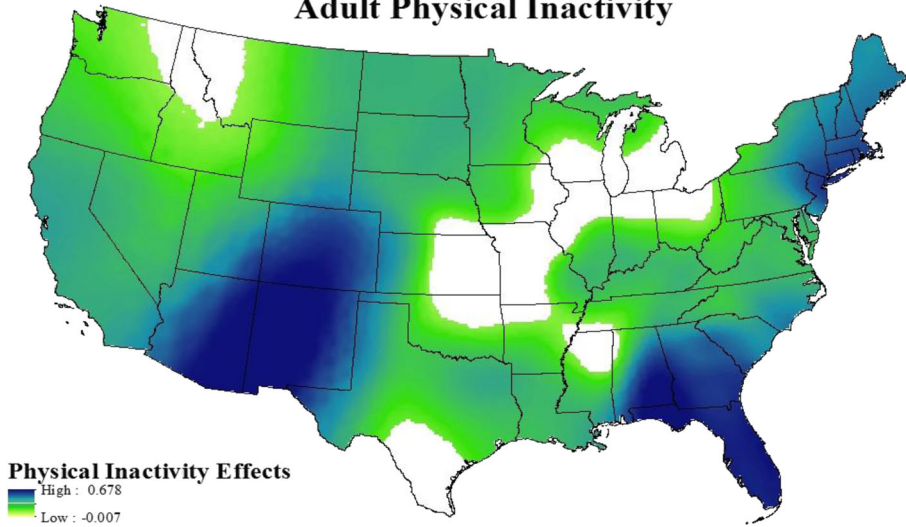 Adult Physical Inactivity
Physical Inactivity Effects
High : 0.678
Low : -0.007